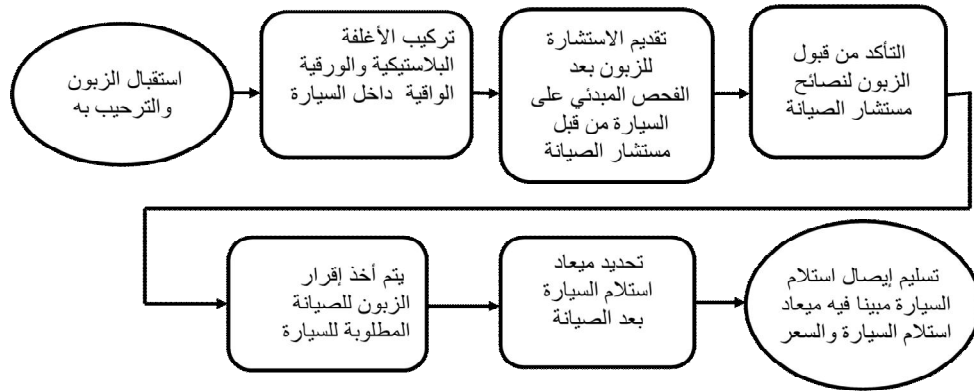 استقبال الزبون
والترحيب به
تركيب الأغلفة
البلاستيكية والورقية
الواقية داخل السيارة
تقديم الاستشارة
للزبون بعد
الفحص المبدئي على
السيارة من قبل
مستشار الصيانة
التأكد من قبول
الزبون لنصائح
مستشار الصيانة
يتم أخذ إقرار
الزبون للصيانة
المطلوبة للسيارة
تحديد ميعاد
استلام السيارة
بعد الصيانة
تسليم إيصال استلام
السيارة مبينا فيه ميعاد
استلام السيارة والسعر